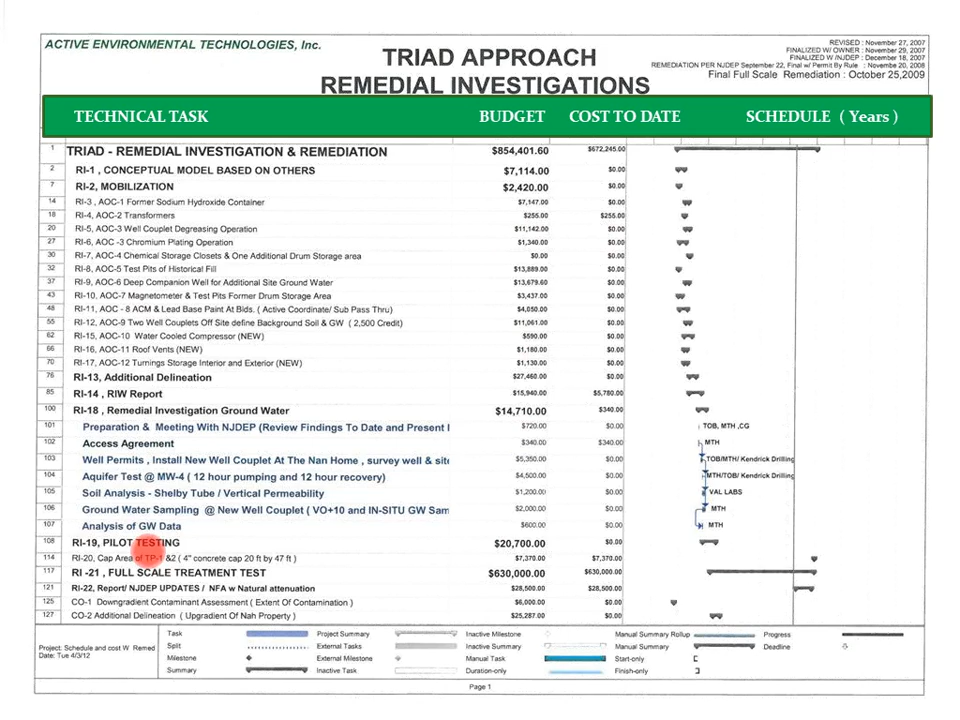 ACTIVE ENVIRONMENTAL TECHNOLOGIES, Inc.
TRIAD APPROACH
REMEDIAL INVESTIGATIONS
REVISED : November 27, 2007
FINALIZED W/ OWNER : November 29, 2007
FINALIZED W /NJDEP : December 18, 2007
REMEDIATION PER NJDEP September 22, Final w/ Permit By Rule : Novembe 20, 2008
Final Full Scale Remediation : October 25,2009
TECHNICAL TASK BUDGET COST TO DATE SCHEDULE ( Years )
1 TRIAD - REMEDIAL INVESTIGATION & REMEDIATION $854,401.60 $672,245.00
2 RI-1 , CONCEPTUAL MODEL BASED ON OTHERS $7,114.00 $0.00
7 RI-2, MOBILIZATION $2,420.00 $0.00
14 RI-3 , AOC-1 Former Sodium Hydroxide Container $7,147.00 $0.00
18 RI-4, AOC-2 Transformers $255.00 $255.00
20 RI-5, AOC-3 Well Couplet Degreasing Operation $11,142.00 $0.00
27 RI-6, AOC -3 Chromium Plating Operation $1,340.00 $0.00
30 RI-7, AOC-4 Chemical Storage Closets & One Additional Drum Storage area $0.00 $0.00
32 RI-8, AOC-5 Test Pits of Historical Fill $13,889.00 $0.00
37 RI-9, AOC-6 Deep Companion Well for Additional Site Ground Water $13,679.60 $0.00
43 RI-10, AOC-7 Magnetometer & Test Pits Former Drum Storage Area $3,437.00 $0.00
48 RI-11, AOC - 8 ACM & Lead Base Paint At Blds. ( Active Coordinate/ Sub Pass Thru) $4,050.00 $0.00
55 RI-12, AOC-9 Two Well Couplets Off Site define Background Soil & GW ( 2,500 Credit) $11,061.00 $0.00
62 RI-15, AOC-10 Water Cooled Compressor (NEW) $590.00 $0.00
66 RI-16, AOC-11 Roof Vents (NEW) $1,180.00 $0.00
70 RI-17, AOC-12 Turnings Storage Interior and Exterior (NEW) $1,130.00 $0.00
76 RI-13, Additional Delineation $27,460.00 $0.00
85 RI-14 , RIW Report $15,940.00 $5,780.00
100 RI-18 , Remedial Investigation Ground Water $14,710.00 $340.00
101 Preparation & Meeting With NJDEP (Review Findings To Date and Present I $720.00 $0.00 TOB, MTH ,CG
102 Access Agreement $340.00 $340.00 MTH
103 Well Permits , Install New Well Couplet At The Nan Home , survey well & site $5,350.00 $0.00 TOB/MTH/ Kendrick Drilling
104 Aquifer Test @ MW-4 ( 12 hour pumping and 12 hour recovery) $4,500.00 $0.00 MTH/TOB/ Kendrick Drilling
105 Soil Analysis - Shelby Tube / Vertical Permeability $1,200.00 $0.00 VAL LABS
106 Ground Water Sampling @ New Well Couplet ( VO+10 and IN-SITU GW Sam $2,000.00 $0.00 MTH
107 Analysis of GW Data $600.00 $0.00 MTH
108 RI-19, PILOT TESTING $20,700.00 $0.00
114 RI-20, Cap Area of TP-1 &2 ( 4" concrete cap 20 ft by 47 ft ) $7,370.00 $7,370.00
117 RI -21 , FULL SCALE TREATMENT TEST $630,000.00 $630,000.00
121 RI-22, Report/ NJDEP UPDATES / NFA w Natural attenuation $28,500.00 $28,500.00
125 CO-1 Downgradient Contaminant Assessment ( Extent Of Contamination ) $6,000.00 $0.00
127 CO-2 Additional Delineation ( Upgradient Of Nah Property ) $25,287.00 $0.00
Project: Schedule and cost W Remed
Date: Tue 4/3/12
Task Project Summary Inactive Milestone Manual Summary Rollup Progress
Split External Tasks Inactive Summary Manual Summary Deadline
Milestone External Milestone Manual Task Start-only
Summary Inactive Task Duration-only Finish-only
Page 1